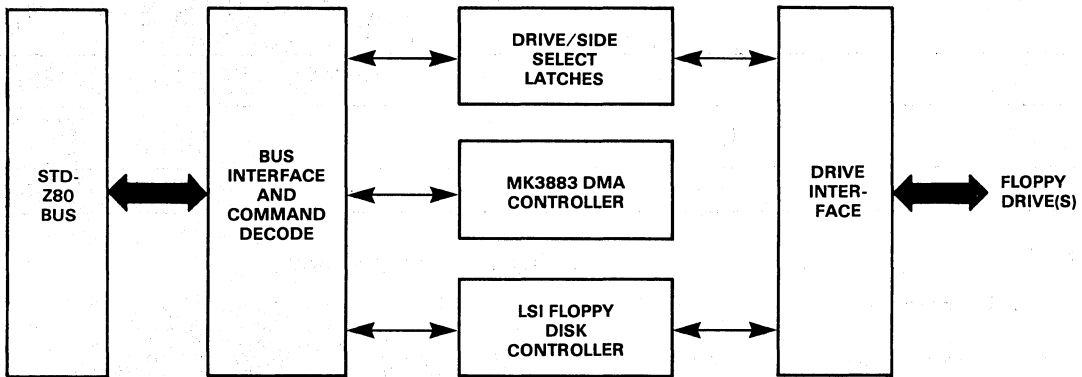 STD-
Z80
BUS
BUS
INTERFACE
AND
COMMAND
DECODE
DRIVE/SIDE
SELECT
LATCHES
MK3883 DMA
CONTROLLER
LSI FLOPPY
DISK
CONTROLLER
DRIVE
INTER-
FACE
FLOPPY
DRIVE(S)